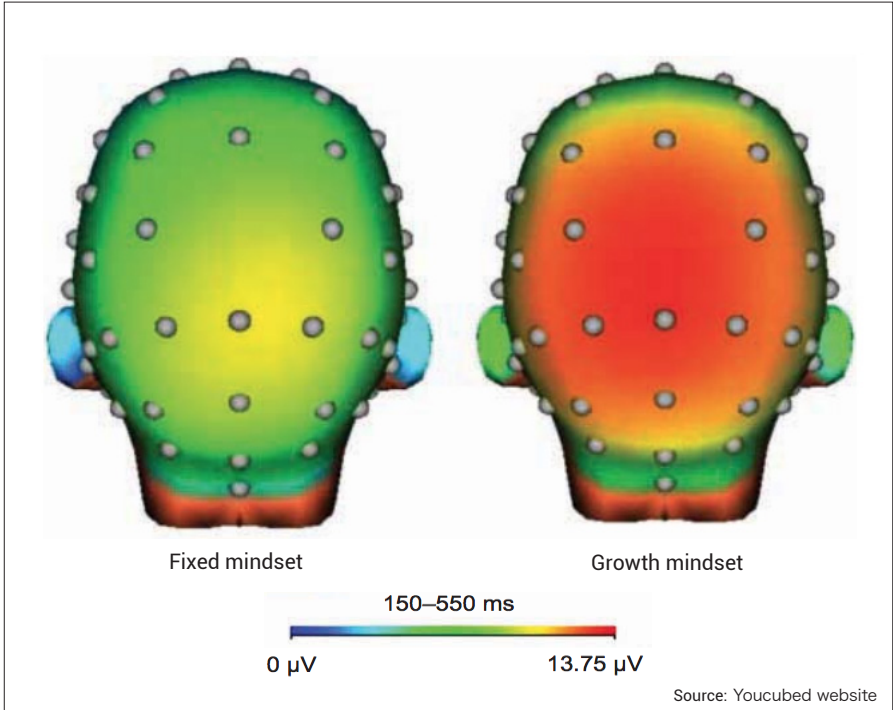 Fixed mindset
Growth mindset
150–550 ms
0 µV
13.75 µV
Source: Youcubed website